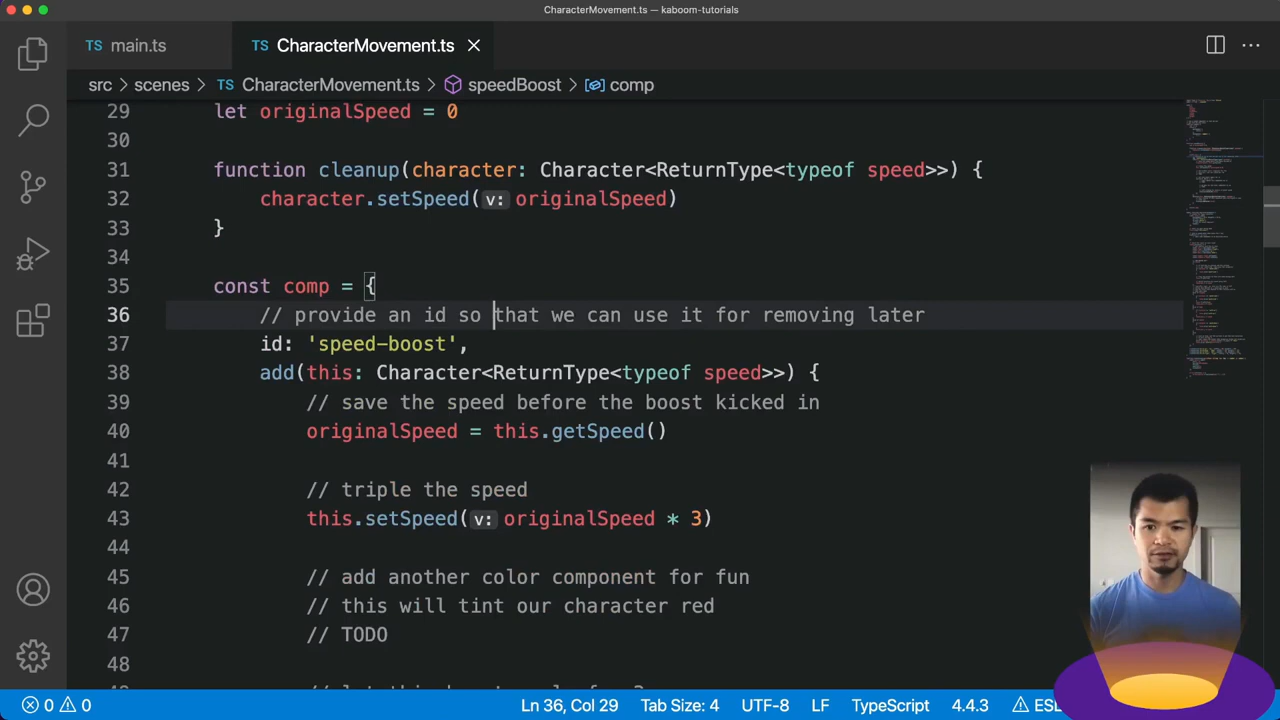 CharacterMovement.ts — kaboom-tutorials
TS main.ts
TS CharacterMovement.ts
src > scenes > TS CharacterMovement.ts > speedBoost > comp
29 let originalSpeed = 0
30
31 function cleanup(character: Character<ReturnType<typeof speed>>) {
32 character.setSpeed(v: originalSpeed)
33 }
34
35 const comp = {
36 // provide an id so that we can use it for removing later
37 id: 'speed-boost',
38 add(this: Character<ReturnType<typeof speed>>) {
39 // save the speed before the boost kicked in
40 originalSpeed = this.getSpeed()
41
42 // triple the speed
43 this.setSpeed(v: originalSpeed * 3)
44
45 // add another color component for fun
46 // this will tint our character red
47 // TODO
48
0 0 Ln 36, Col 29 Tab Size: 4 UTF-8 LF TypeScript 4.4.3 ESL